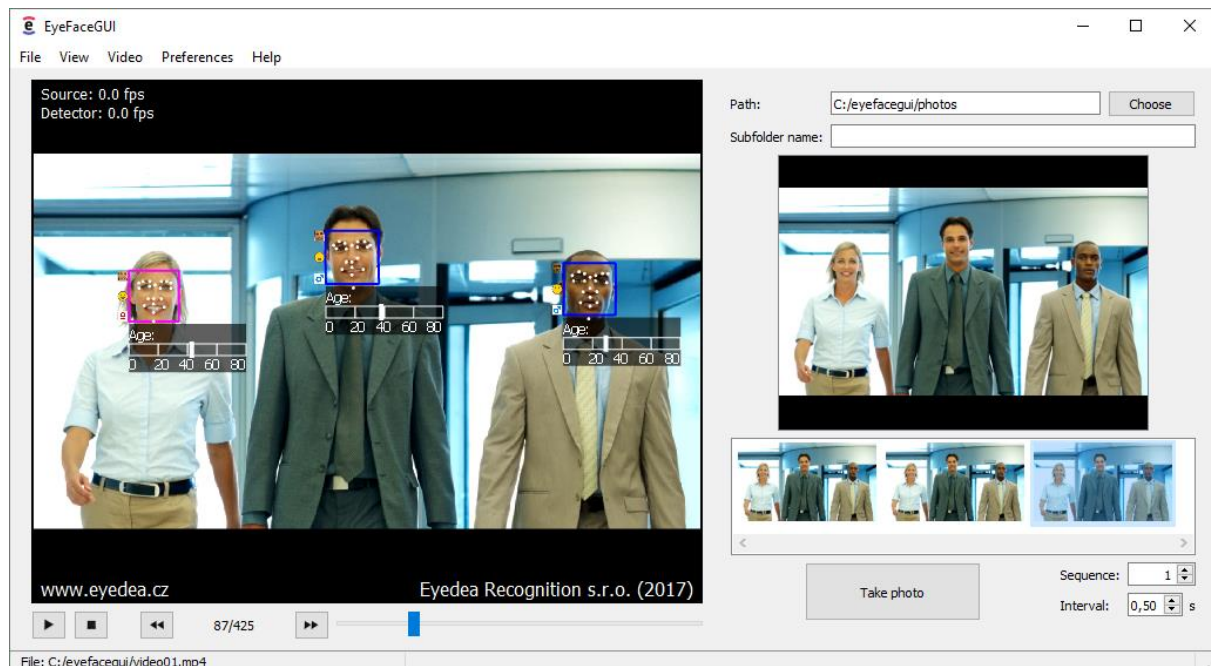 EyeFaceGUI
File View Video Preferences Help
Source: 0.0 fps
Detector: 0.0 fps
Path: C:/eyefacegui/photos Choose
Subfolder name:
Age:
0 20 40 60 80
Age:
0 20 40 60 80
Age:
0 20 40 60 80
www.eyedea.cz Eyedea Recognition s.r.o. (2017)
Take photo
Sequence: 1
Interval: 0,50 s
87/425
File: C:/eyefacegui/video01.mp4